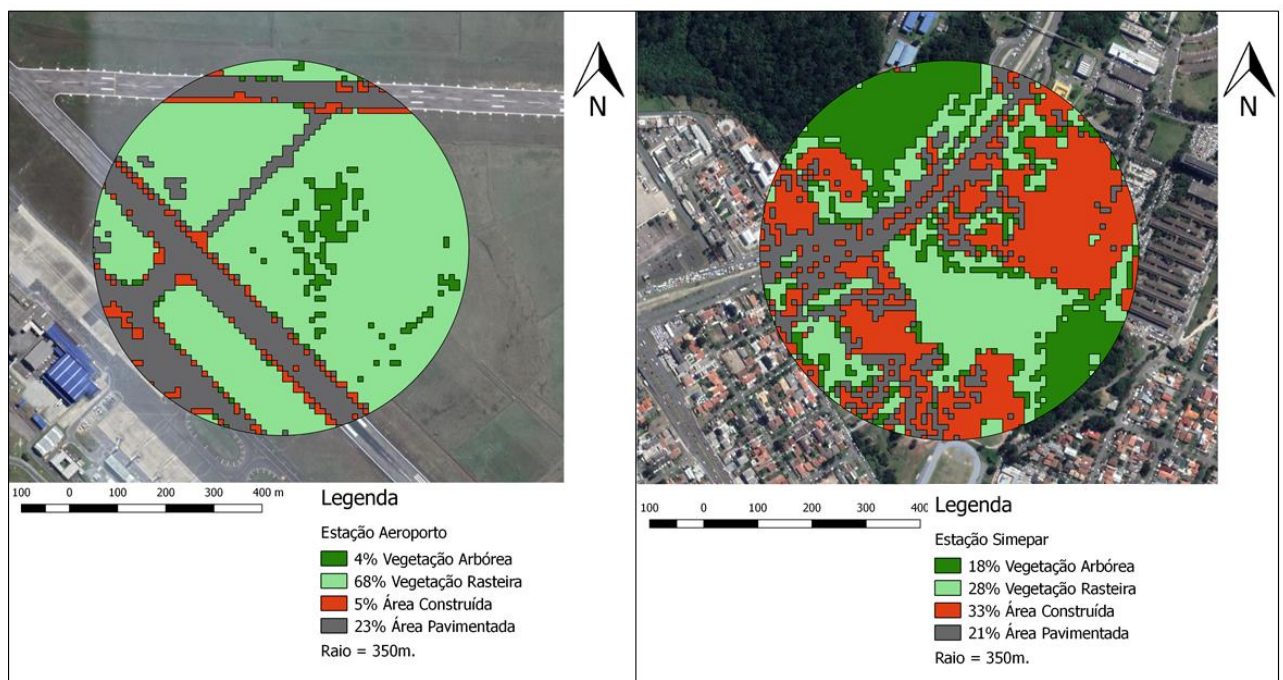 N
100 0 100 200 300 400 m
Legenda
Estação Aeroporto
4% Vegetação Arbórea
68% Vegetação Rasteira
5% Área Construída
23% Área Pavimentada
Raio = 350m.
N
100 0 100 200 300 400
Legenda
Estação Simepar
18% Vegetação Arbórea
28% Vegetação Rasteira
33% Área Construída
21% Área Pavimentada
Raio = 350m.